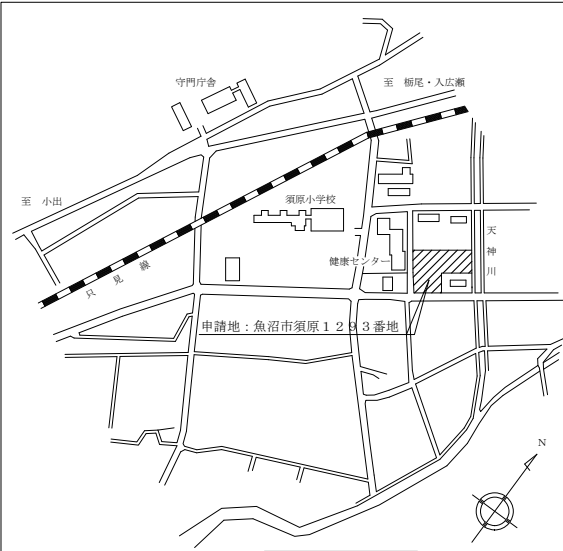 守門庁舎
至 栃尾・入広瀬
至 小出
須原小学校
天神川
健康センター
只見線
申請地：魚沼市須原１２９３番地
N